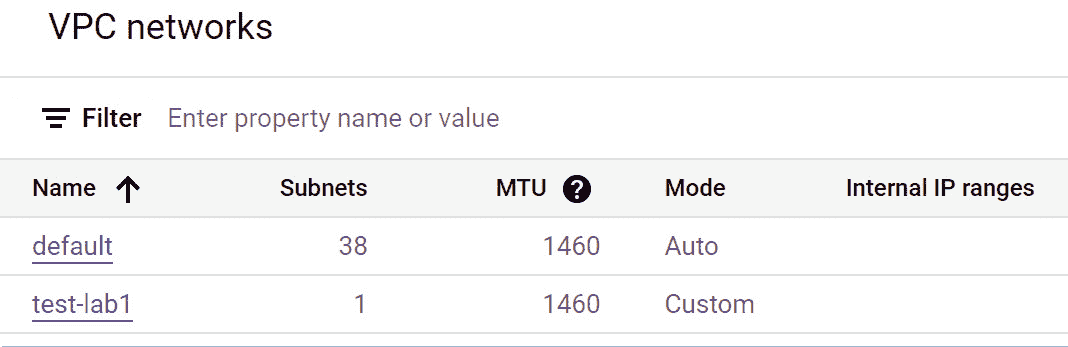 VPC networks
Filter Enter property name or value
Name Subnets MTU ? Mode Internal IP ranges
default 38 1460 Auto
test-lab1 1 1460 Custom